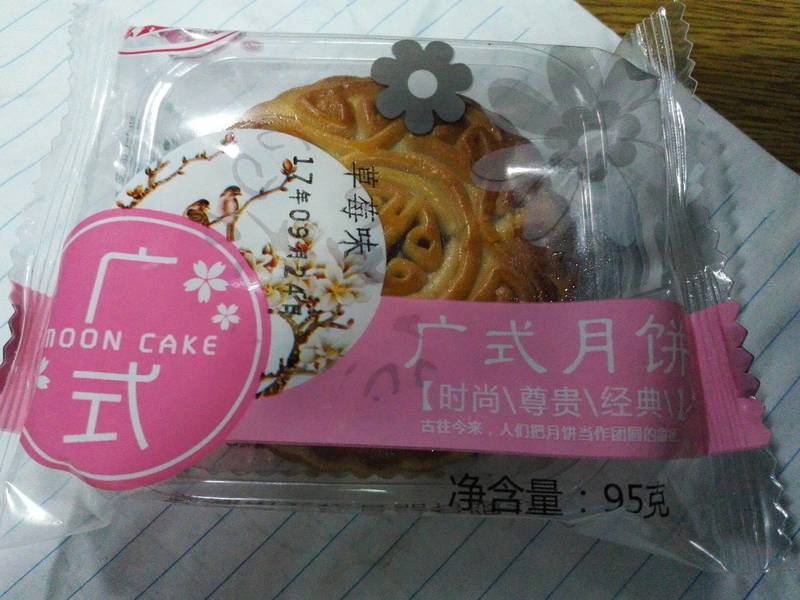 草莓味
17年09月24日
广
MOON CAKE
式
广式月饼
【时尚\尊贵\经典\
古往今来，人们把月饼当作团圆的
净含量：95克